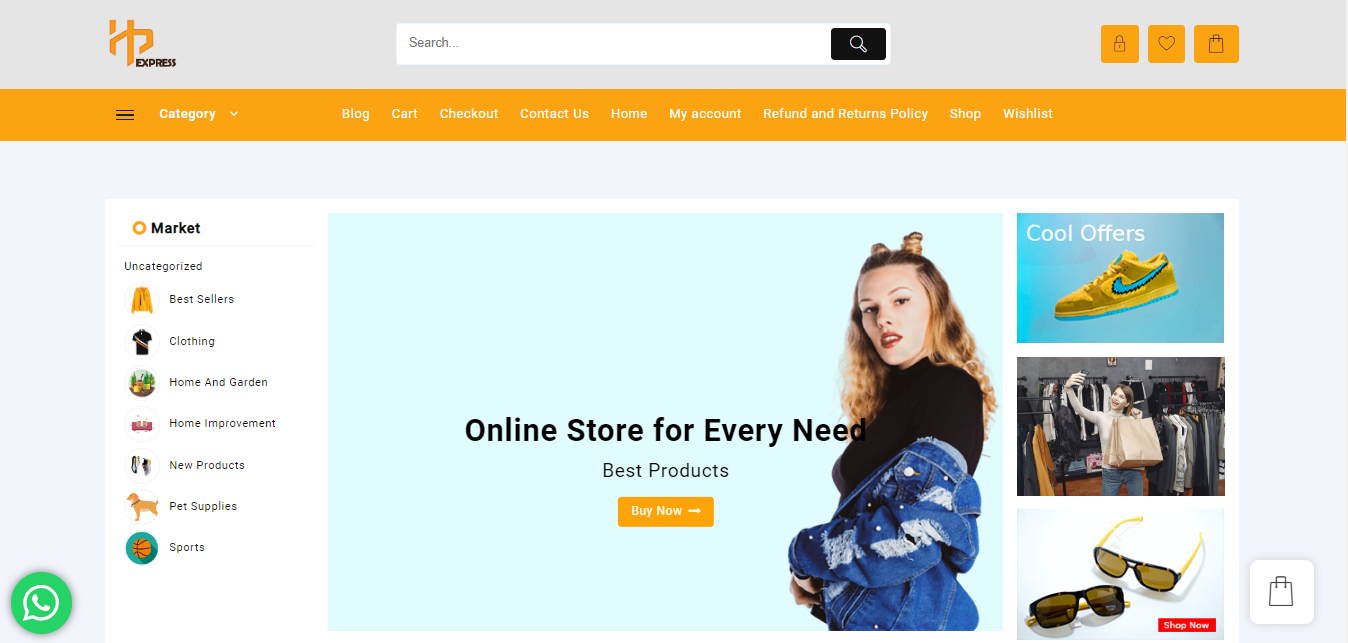 HP
EXPRESS
Search...
Category
Blog Cart Checkout Contact Us Home My account Refund and Returns Policy Shop Wishlist
Market
Uncategorized
Best Sellers
Clothing
Home And Garden
Home Improvement
New Products
Pet Supplies
Sports
Online Store for Every Need
Best Products
Buy Now
Cool Offers
Shop Now